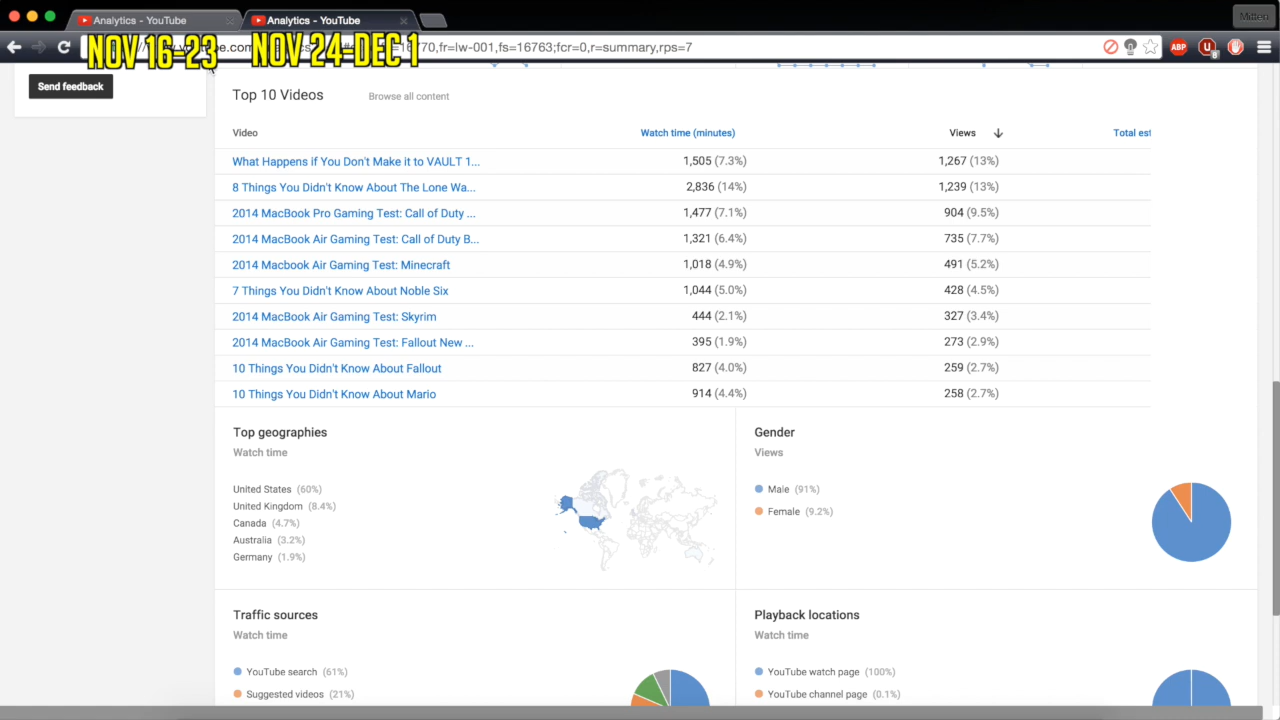 Analytics - YouTube
Analytics - YouTube
Mitten
NOV 16-23
NOV 24-DEC 1
770,fr=lw-001,fs=16763;fcr=0,r=summary,rps=7
ABP
8
Send feedback
Top 10 Videos Browse all content
Video Watch time (minutes) Views Total est
What Happens if You Don't Make it to VAULT 1... 1,505 (7.3%) 1,267 (13%)
8 Things You Didn't Know About The Lone Wa... 2,836 (14%) 1,239 (13%)
2014 MacBook Pro Gaming Test: Call of Duty ... 1,477 (7.1%) 904 (9.5%)
2014 MacBook Air Gaming Test: Call of Duty B... 1,321 (6.4%) 735 (7.7%)
2014 Macbook Air Gaming Test: Minecraft 1,018 (4.9%) 491 (5.2%)
7 Things You Didn't Know About Noble Six 1,044 (5.0%) 428 (4.5%)
2014 MacBook Air Gaming Test: Skyrim 444 (2.1%) 327 (3.4%)
2014 MacBook Air Gaming Test: Fallout New ... 395 (1.9%) 273 (2.9%)
10 Things You Didn't Know About Fallout 827 (4.0%) 259 (2.7%)
10 Things You Didn't Know About Mario 914 (4.4%) 258 (2.7%)
Top geographies
Watch time
United States (60%)
United Kingdom (8.4%)
Canada (4.7%)
Australia (3.2%)
Germany (1.9%)
Gender
Views
Male (91%)
Female (9.2%)
Traffic sources
Watch time
YouTube search (61%)
Suggested videos (21%)
Playback locations
Watch time
YouTube watch page (100%)
YouTube channel page (0.1%)